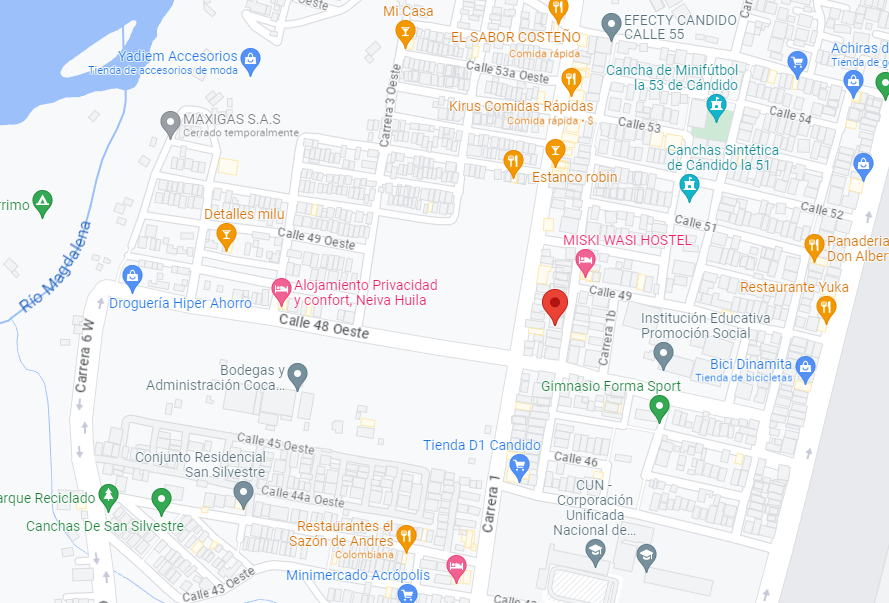 Mi Casa
EL SABOR COSTEÑO
Comida rápida
EFECTY CANDIDO
CALLE 55
Yadiem Accesorios
Tienda de accesorios de moda
Calle 53a Oeste
Cancha de Minifútbol
la 53 de Cándido
Achiras d
Tienda de g
Carrera 3 Oeste
Kirus Comidas Rápidas
Comida rápida • $
MAXIGAS S.A.S
Cerrado temporalmente
Calle 53
Calle 54
Canchas Sintética
de Cándido la 51
Estanco robin
rrimo
Detalles milu
Calle 49 Oeste
Calle 52
Calle 51
Río Magdalena
MISKI WASI HOSTEL
Panaderia
Don Alber
Alojamiento Privacidad
y confort, Neiva Huila
Calle 49
Restaurante Yuka
Droguería Hiper Ahorro
Calle 48 Oeste
Carrera 1b
Institución Educativa
Promoción Social
Carrera 6 W
Bodegas y
Administración Coca...
Bici Dinamita
Tienda de bicicletas
Gimnasio Forma Sport
Calle 45 Oeste
Tienda D1 Candido
Conjunto Residencial
San Silvestre
Calle 46
arque Reciclado
Calle 44a Oeste
Carrera 1
CUN -
Corporación
Unificada
Nacional de...
Canchas De San Silvestre
Restaurantes el
Sazón de Andres
Colombiana
Minimercado Acrópolis
Calle 43 Oeste